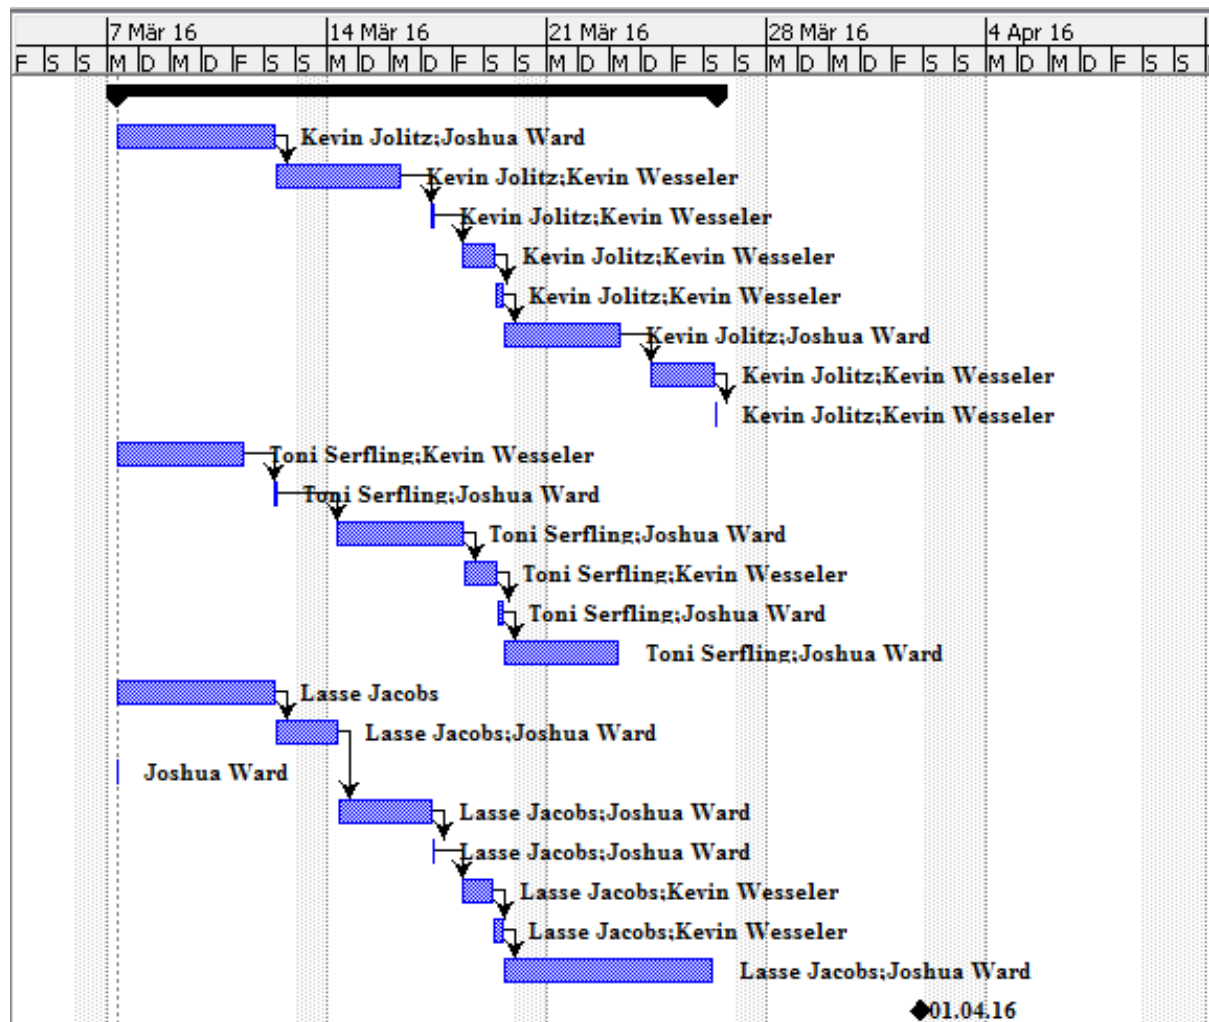 7 Mär 16 14 Mär 16 21 Mär 16 28 Mär 16 4 Apr 16
F S S M D M D F S S M D M D F S S M D M D F S S M D M D F S S M D M D F S S
Kevin Jolitz;Joshua Ward
Kevin Jolitz;Kevin Wesseler
Kevin Jolitz;Kevin Wesseler
Kevin Jolitz;Kevin Wesseler
Kevin Jolitz;Kevin Wesseler
Kevin Jolitz;Joshua Ward
Kevin Jolitz;Kevin Wesseler
Kevin Jolitz;Kevin Wesseler
Toni Serfling;Kevin Wesseler
Toni Serfling;Joshua Ward
Toni Serfling;Joshua Ward
Toni Serfling;Kevin Wesseler
Toni Serfling;Joshua Ward
Toni Serfling;Joshua Ward
Lasse Jacobs
Lasse Jacobs;Joshua Ward
Joshua Ward
Lasse Jacobs;Joshua Ward
Lasse Jacobs;Joshua Ward
Lasse Jacobs;Kevin Wesseler
Lasse Jacobs;Kevin Wesseler
Lasse Jacobs;Joshua Ward
01.04.16